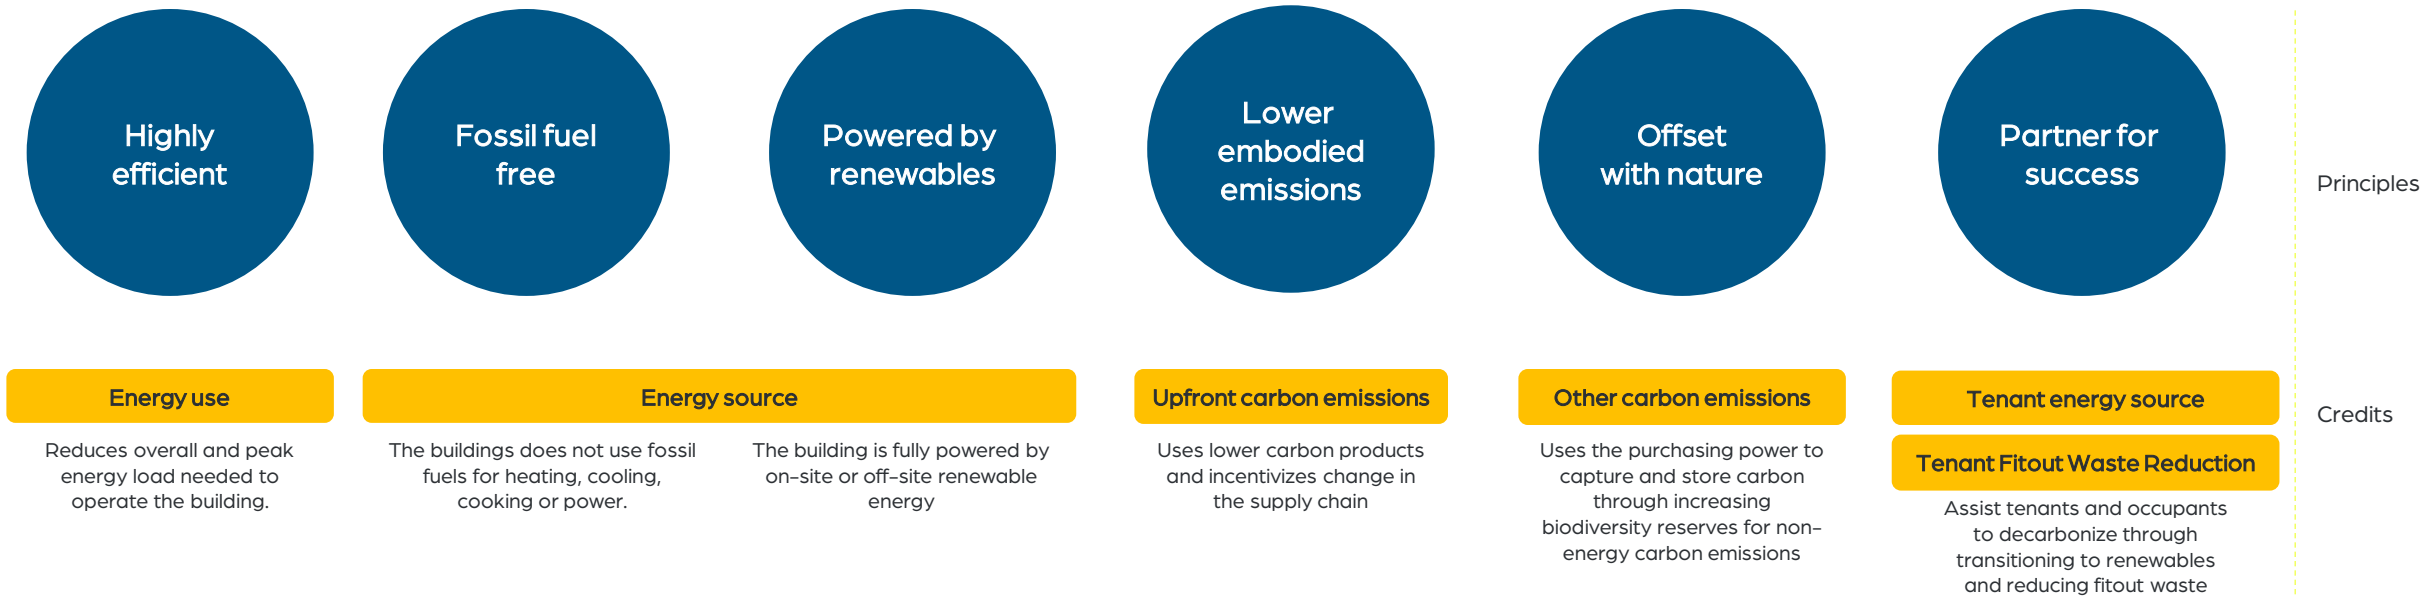 Highly
efficient
Fossil fuel
free
Powered by
renewables
Lower
embodied
emissions
Offset
with nature
Partner for
success
Principles
Energy use
Reduces overall and peak
energy load needed to
operate the building.
Energy source
The buildings does not use fossil
fuels for heating, cooling,
cooking or power.
The building is fully powered by
on-site or off-site renewable
energy
Upfront carbon emissions
Uses lower carbon products
and incentivizes change in
the supply chain
Other carbon emissions
Uses the purchasing power to
capture and store carbon
through increasing
biodiversity reserves for non-
energy carbon emissions
Tenant energy source
Tenant Fitout Waste Reduction
Assist tenants and occupants
to decarbonize through
transitioning to renewables
and reducing fitout waste
Credits